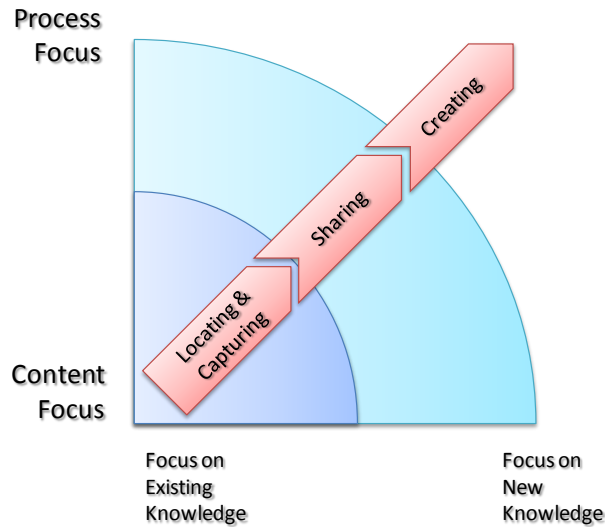 Process
Focus
Creating
Sharing
Locating &
Capturing
Content
Focus
Focus on
Existing
Knowledge
Focus on
New
Knowledge